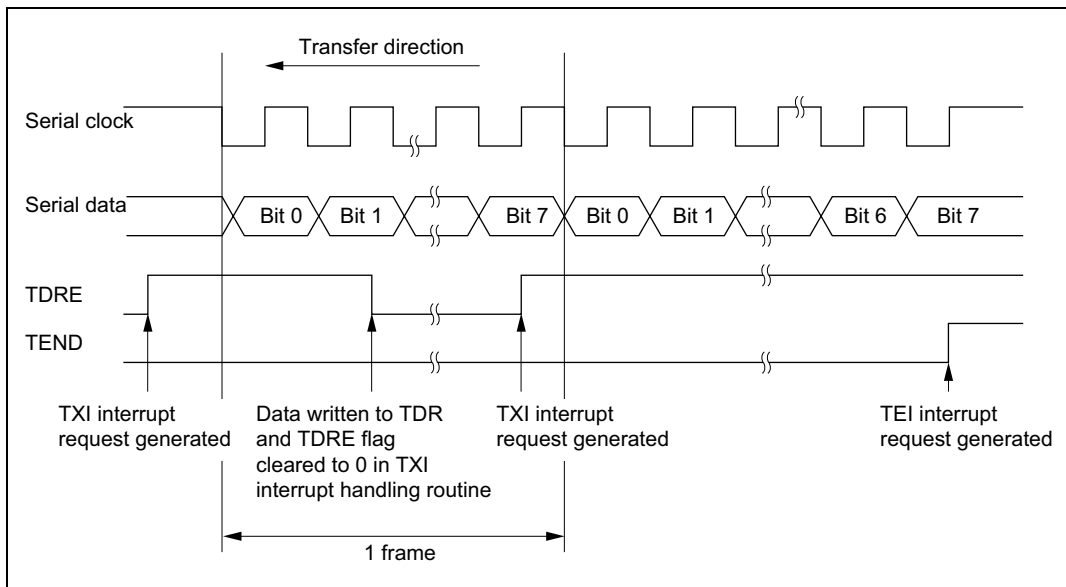 Transfer direction
Serial clock
Serial data
Bit 0
Bit 1
Bit 7
Bit 0
Bit 1
Bit 6
Bit 7
TDRE
TEND
TXI interrupt
request generated
Data written to TDR
and TDRE flag
cleared to 0 in TXI
interrupt handling routine
TXI interrupt
request generated
TEI interrupt
request generated
1 frame